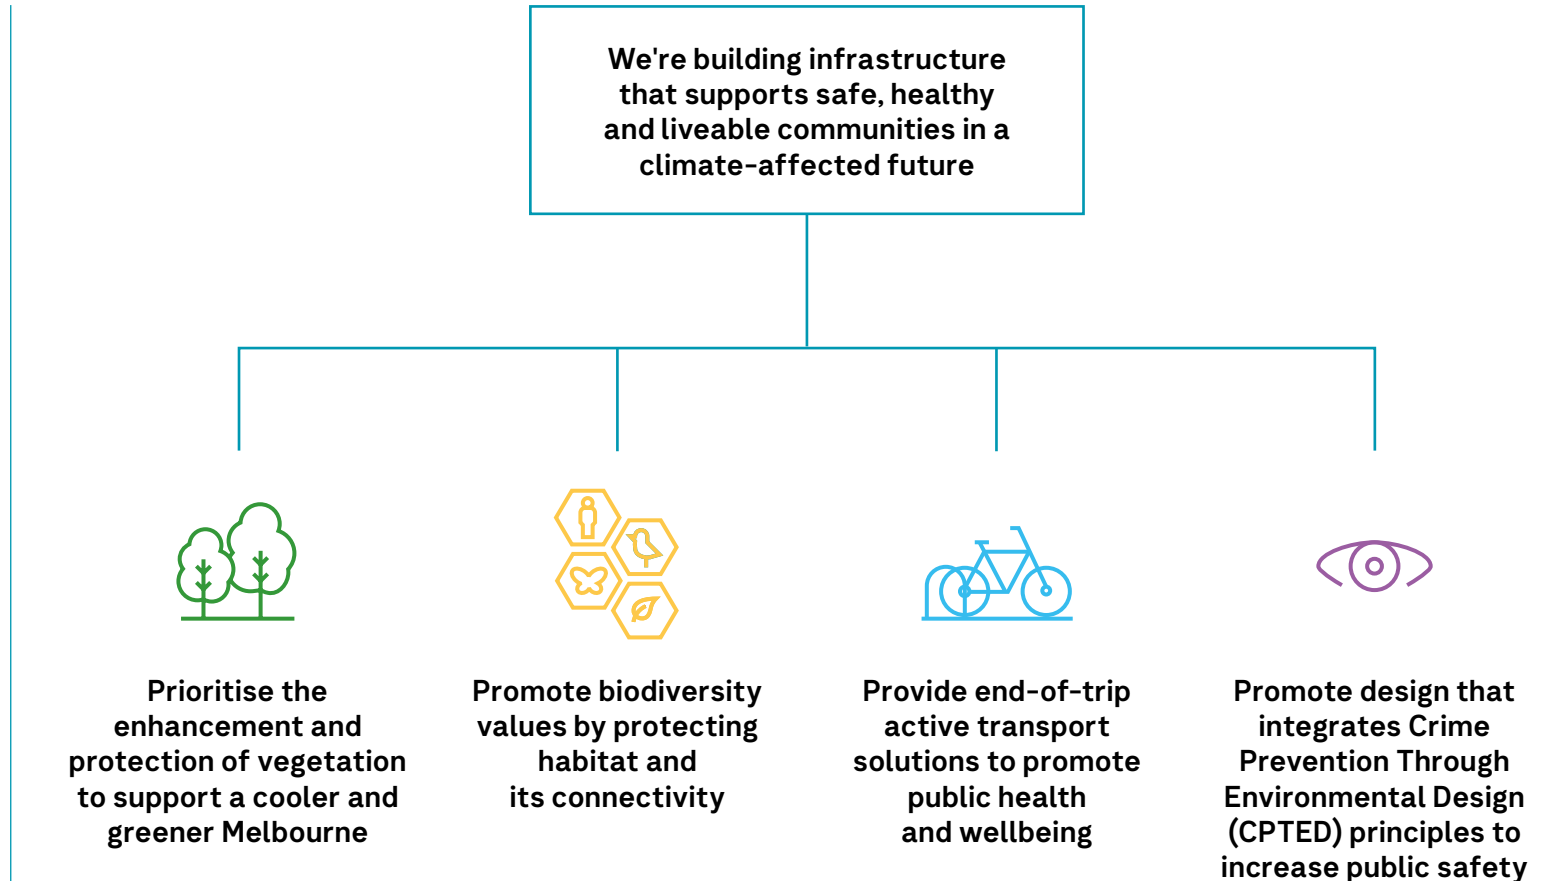 We're building infrastructure
that supports safe, healthy
and liveable communities in a
climate-affected future
Prioritise the
enhancement and
protection of vegetation
to support a cooler and
greener Melbourne
Promote biodiversity
values by protecting
habitat and
its connectivity
Provide end-of-trip
active transport
solutions to promote
public health
and wellbeing
Promote design that
integrates Crime
Prevention Through
Environmental Design
(CPTED) principles to
increase public safety